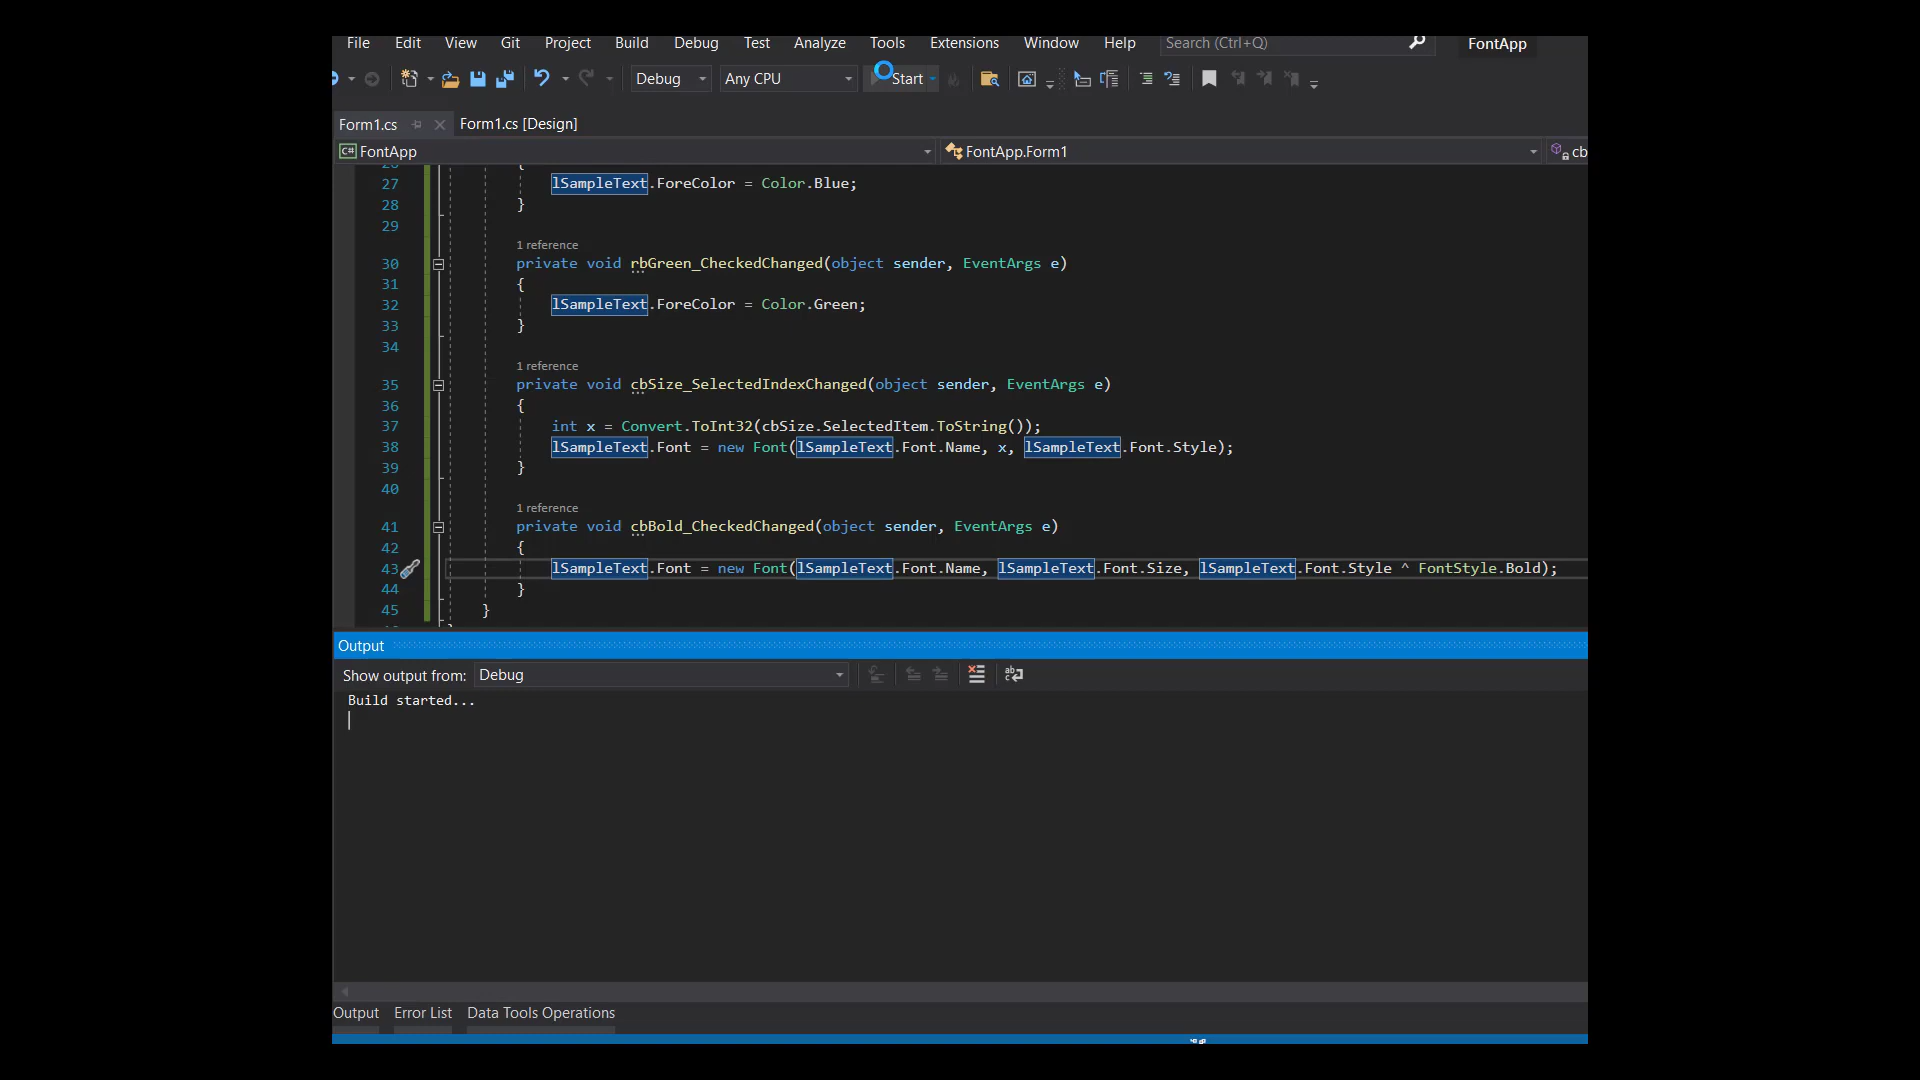 File Edit View Git Project Build Debug Test Analyze Tools Extensions Window Help Search (Ctrl+Q) FontApp
Debug Any CPU Start
Form1.cs Form1.cs [Design]
C# FontApp FontApp.Form1 cb
27 lSampleText.ForeColor = Color.Blue;
28 }
29
1 reference
30 private void rbGreen_CheckedChanged(object sender, EventArgs e)
31 {
32 lSampleText.ForeColor = Color.Green;
33 }
34
1 reference
35 private void cbSize_SelectedIndexChanged(object sender, EventArgs e)
36 {
37 int x = Convert.ToInt32(cbSize.SelectedItem.ToString());
38 lSampleText.Font = new Font(lSampleText.Font.Name, x, lSampleText.Font.Style);
39 }
40
1 reference
41 private void cbBold_CheckedChanged(object sender, EventArgs e)
42 {
43 lSampleText.Font = new Font(lSampleText.Font.Name, lSampleText.Font.Size, lSampleText.Font.Style ^ FontStyle.Bold);
44 }
45 }
Output
Show output from: Debug
Build started...
Output Error List Data Tools Operations